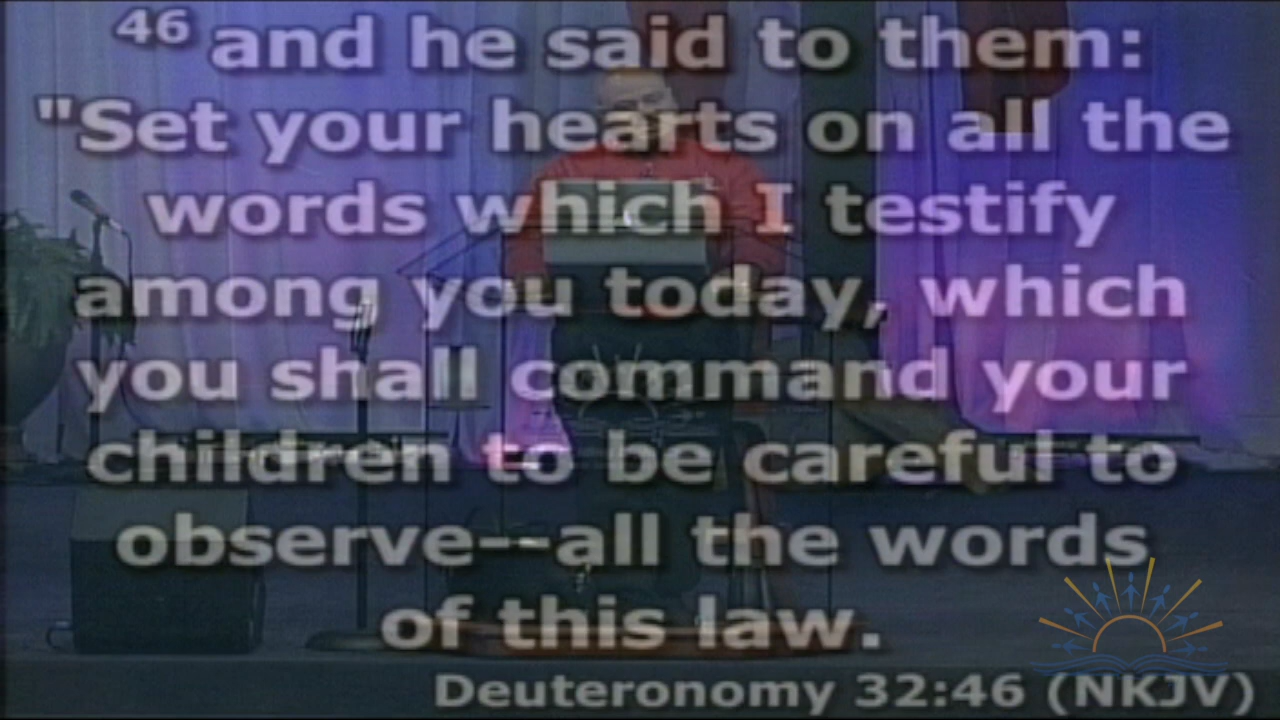 46 and he said to them:
"Set your hearts on all the
words which I testify
among you today, which
you shall command your
children to be careful to
observe--all the words
of this law.
Deuteronomy 32:46 (NKJV)